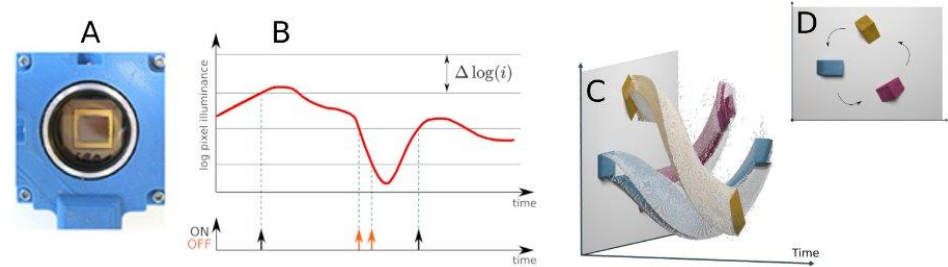 A
B
Δ log(i)
log pixel illuminance
time
ON
OFF
time
C
Time
D